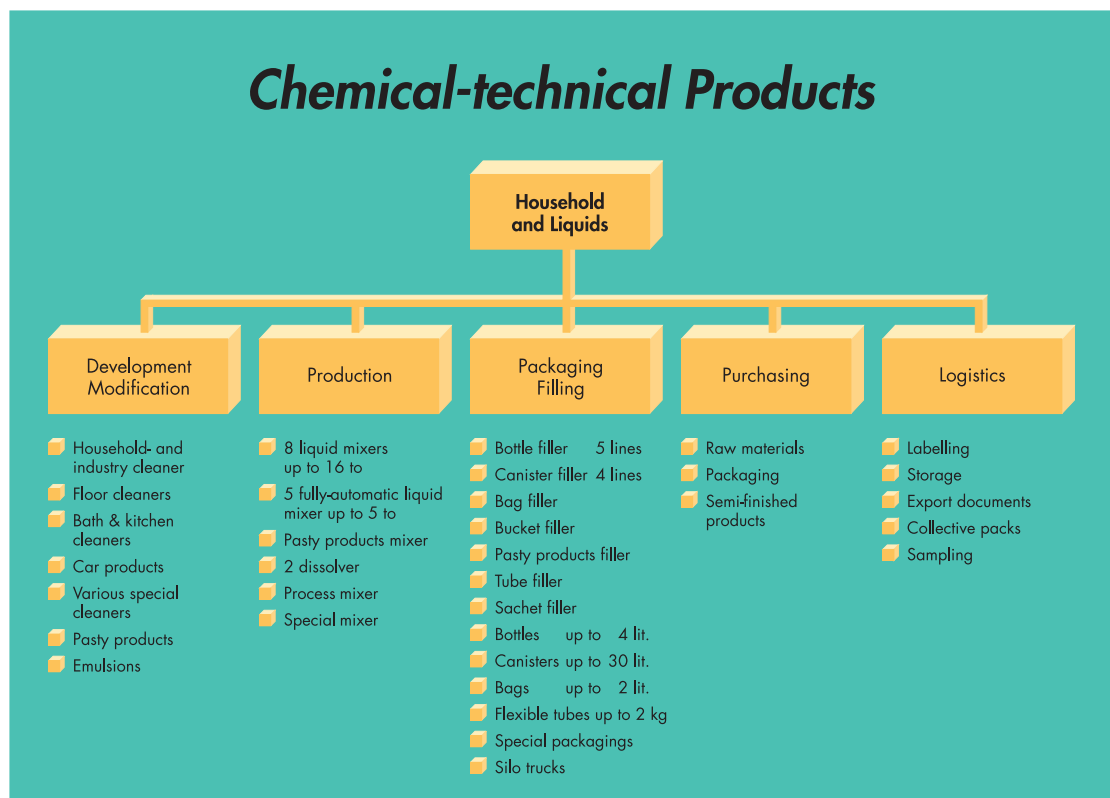 Chemical-technical Products
Household
and Liquids
Development
Modification
Household- and
industry cleaner
Floor cleaners
Bath & kitchen
cleaners
Car products
Various special
cleaners
Pasty products
Emulsions
Production
8 liquid mixers
up to 16 to
5 fully-automatic liquid
mixer up to 5 to
Pasty products mixer
2 dissolver
Process mixer
Special mixer
Packaging
Filling
Bottle filler 5 lines
Canister filler 4 lines
Bag filler
Bucket filler
Pasty products filler
Tube filler
Sachet filler
Bottles up to 4 lit.
Canisters up to 30 lit.
Bags up to 2 lit.
Flexible tubes up to 2 kg
Special packagings
Silo trucks
Purchasing
Raw materials
Packaging
Semi-finished
products
Logistics
Labelling
Storage
Export documents
Collective packs
Sampling